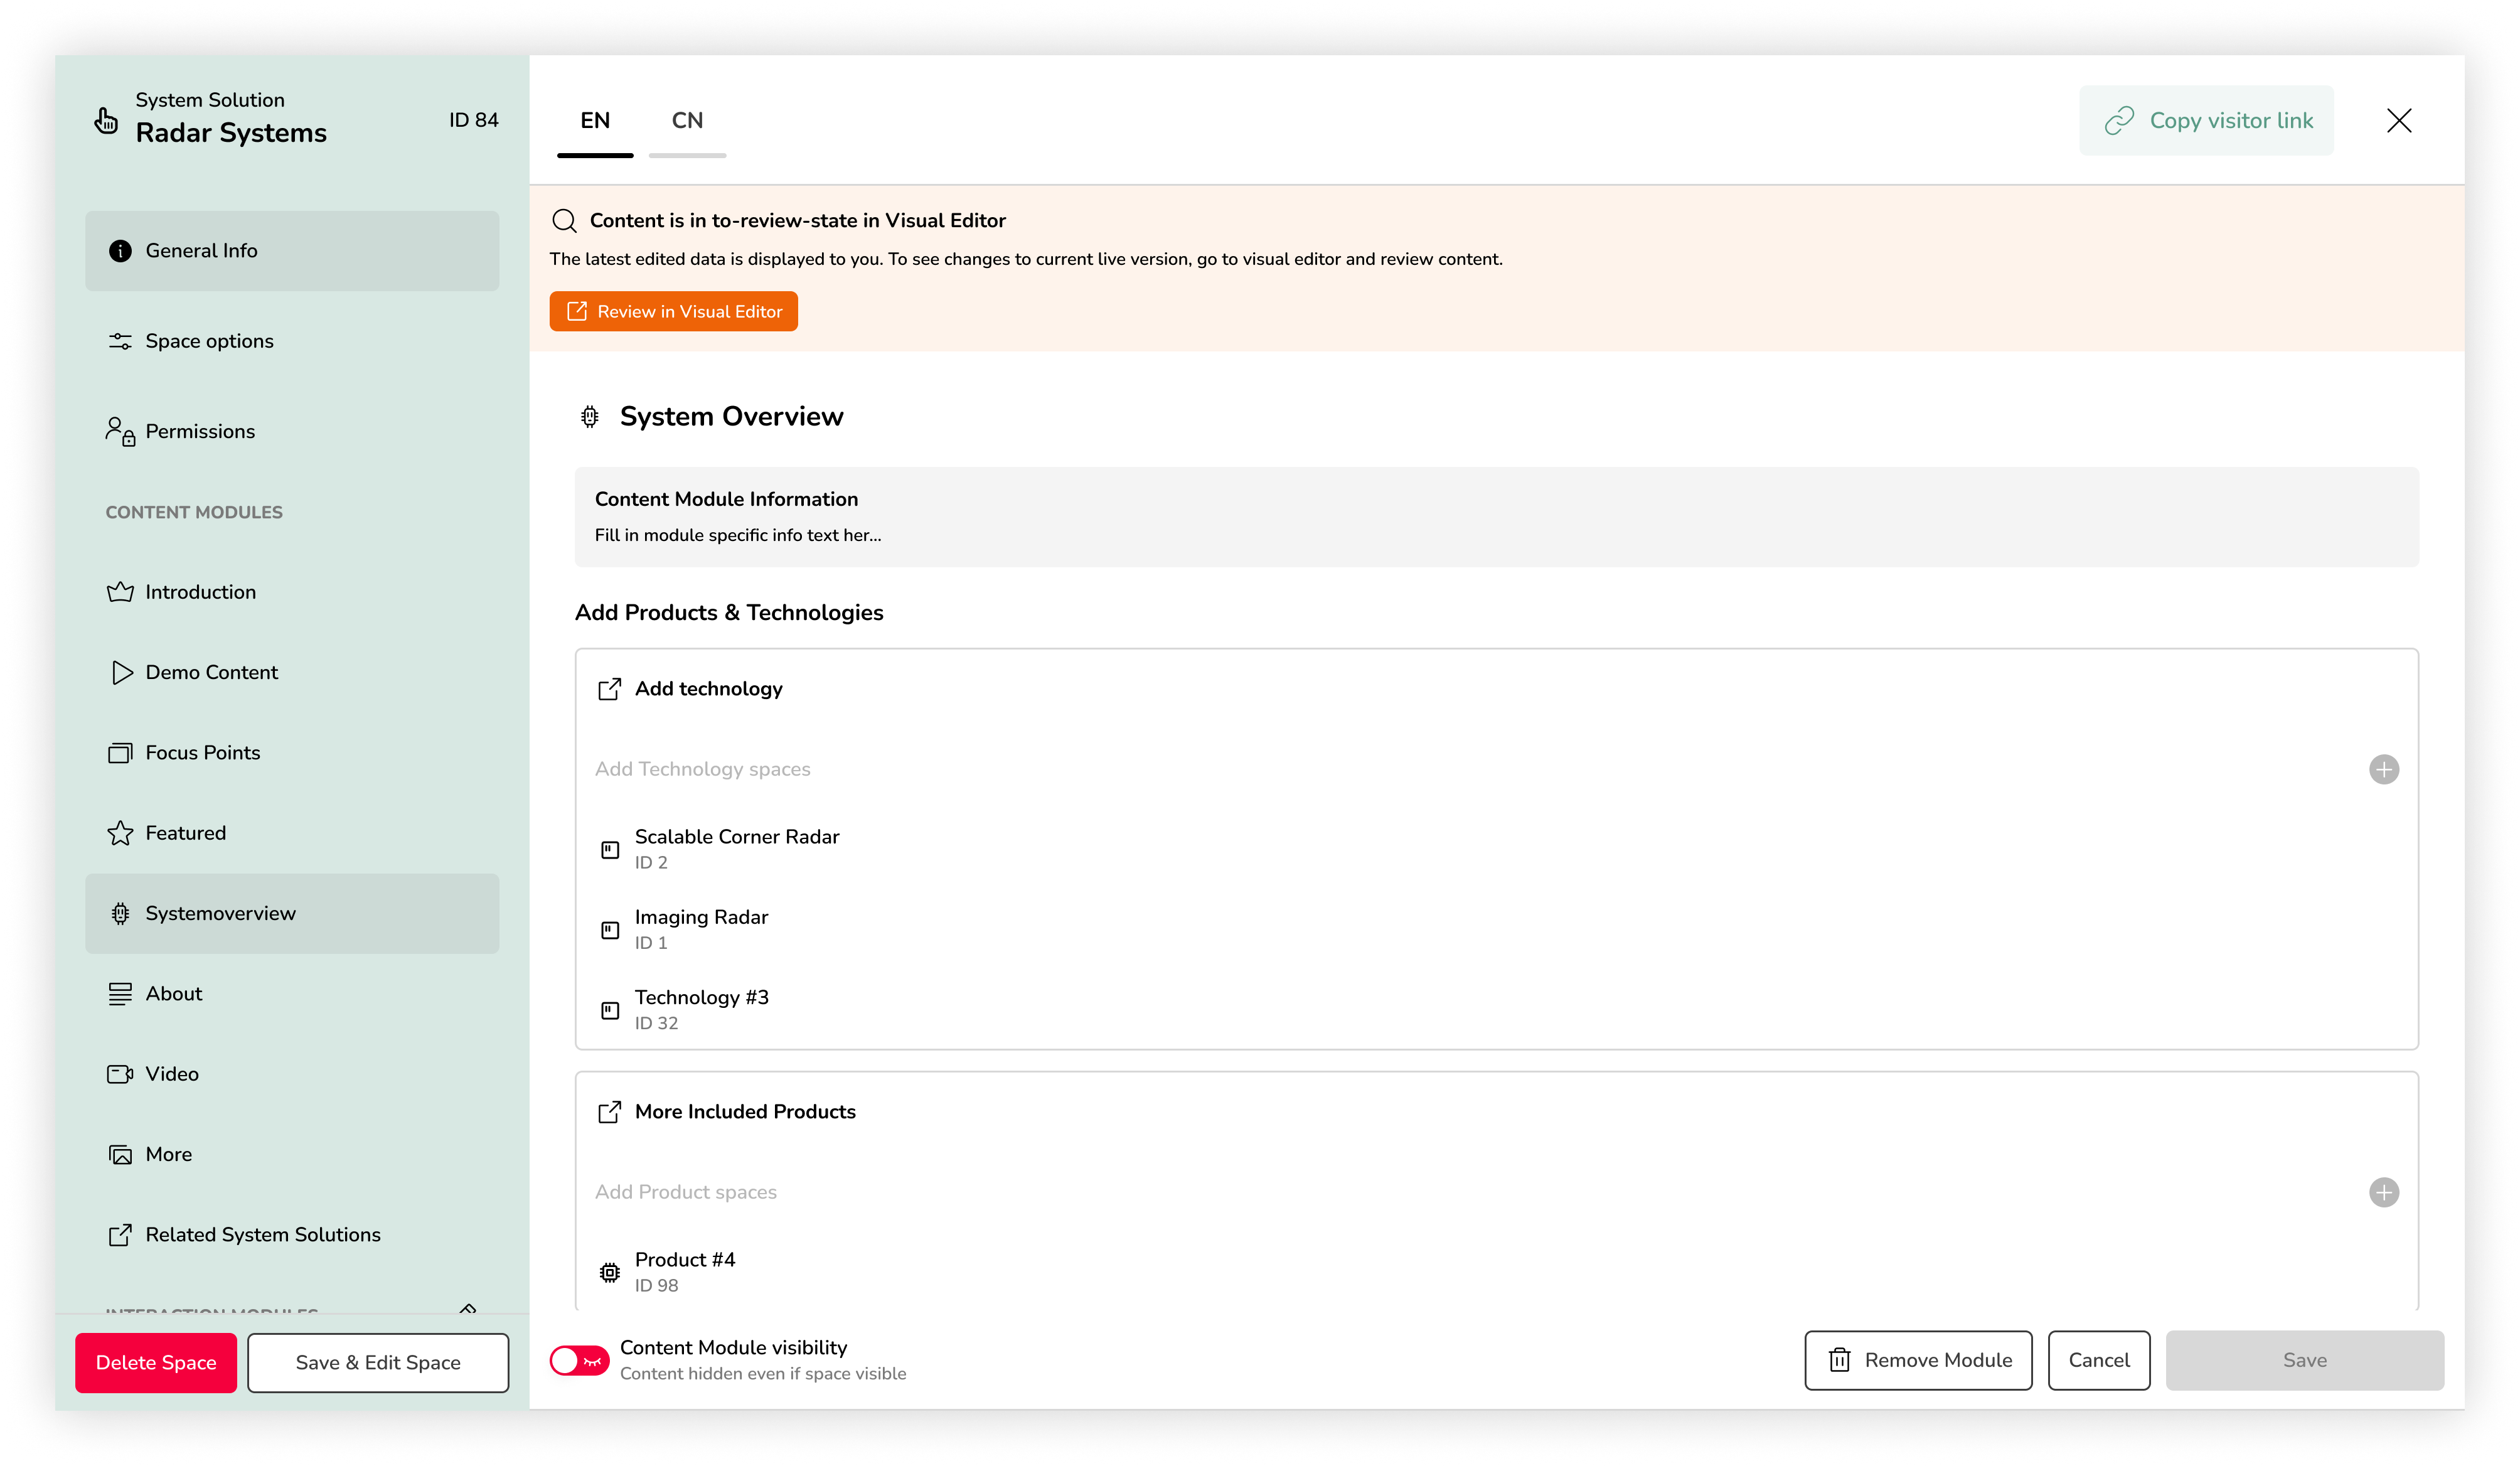 System Solution
Radar Systems
ID 84
General Info
Space options
Permissions
CONTENT MODULES
Introduction
Demo Content
Focus Points
Featured
Systemoverview
About
Video
More
Related System Solutions
INTERACTION MODULES
Delete Space
Save & Edit Space
EN
CN
Copy visitor link
Content is in to-review-state in Visual Editor
The latest edited data is displayed to you. To see changes to current live version, go to visual editor and review content.
Review in Visual Editor
System Overview
Content Module Information
Fill in module specific info text her...
Add Products & Technologies
Add technology
Add Technology spaces
Scalable Corner Radar
ID 2
Imaging Radar
ID 1
Technology #3
ID 32
More Included Products
Add Product spaces
Product #4
ID 98
Content Module visibility
Content hidden even if space visible
Remove Module
Cancel
Save